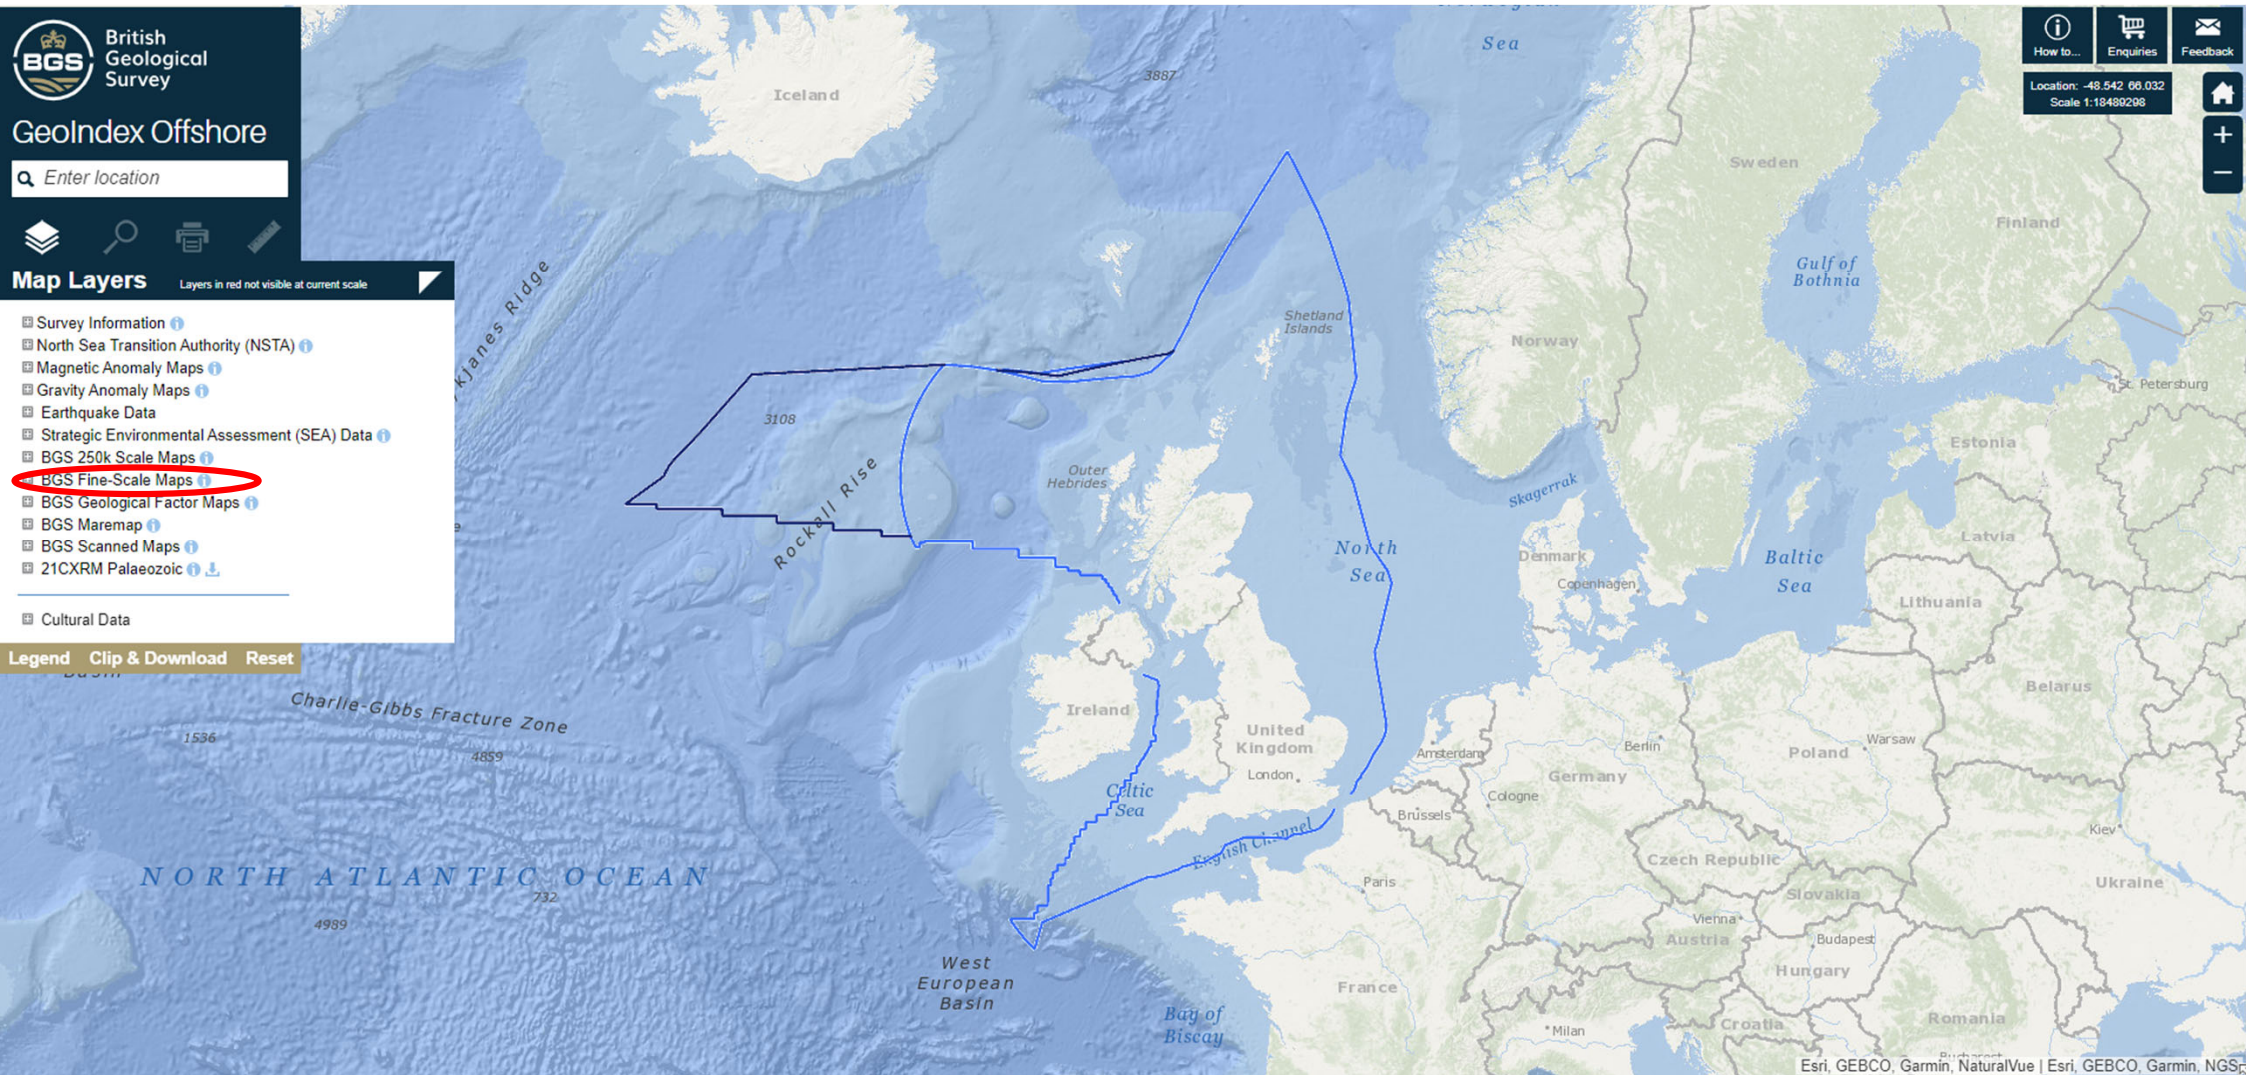 British
Geological
Survey
BGS
GeoIndex Offshore
Enter location
Map Layers
Layers in red not visible at current scale
Survey Information
North Sea Transition Authority (NSTA)
Magnetic Anomaly Maps
Gravity Anomaly Maps
Earthquake Data
Strategic Environmental Assessment (SEA) Data
BGS 250k Scale Maps
BGS Fine-Scale Maps
BGS Geological Factor Maps
BGS Maremap
BGS Scanned Maps
21CXRM Palaeozoic
Cultural Data
Legend Clip & Download Reset
How to...
Enquiries
Feedback
Location: -48.542 66.032
Scale 1:18489298
+
−
Sea
3887
Iceland
Sweden
Finland
Gulf of
Bothnia
Norway
Shetland
Islands
St. Petersburg
3108
Rockall Rise
Outer
Hebrides
Skagerrak
Estonia
Latvia
Lithuania
North
Sea
Denmark
Copenhagen
Baltic
Sea
Ireland
United
Kingdom
London
Celtic
Sea
English Channel
Amsterdam
Brussels
Cologne
Berlin
Germany
Poland
Warsaw
Belarus
Kiev
Ukraine
Czech Republic
Slovakia
Vienna
Austria
Budapest
Hungary
Romania
Croatia
Milan
Paris
France
Bay of
Biscay
West
European
Basin
Charlie-Gibbs Fracture Zone
1536
4859
NORTH ATLANTIC OCEAN
732
4989
Esri, GEBCO, Garmin, NaturalVue | Esri, GEBCO, Garmin, NGS